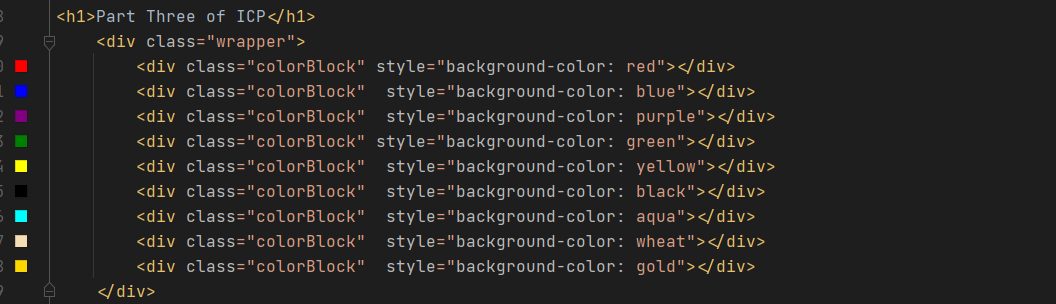 <h1>Part Three of ICP</h1>
<div class="wrapper">
<div class="colorBlock" style="background-color: red"></div>
<div class="colorBlock"  style="background-color: blue"></div>
<div class="colorBlock"  style="background-color: purple"></div>
<div class="colorBlock" style="background-color: green"></div>
<div class="colorBlock"  style="background-color: yellow"></div>
<div class="colorBlock"  style="background-color: black"></div>
<div class="colorBlock"  style="background-color: aqua"></div>
<div class="colorBlock"  style="background-color: wheat"></div>
<div class="colorBlock"  style="background-color: gold"></div>
</div>